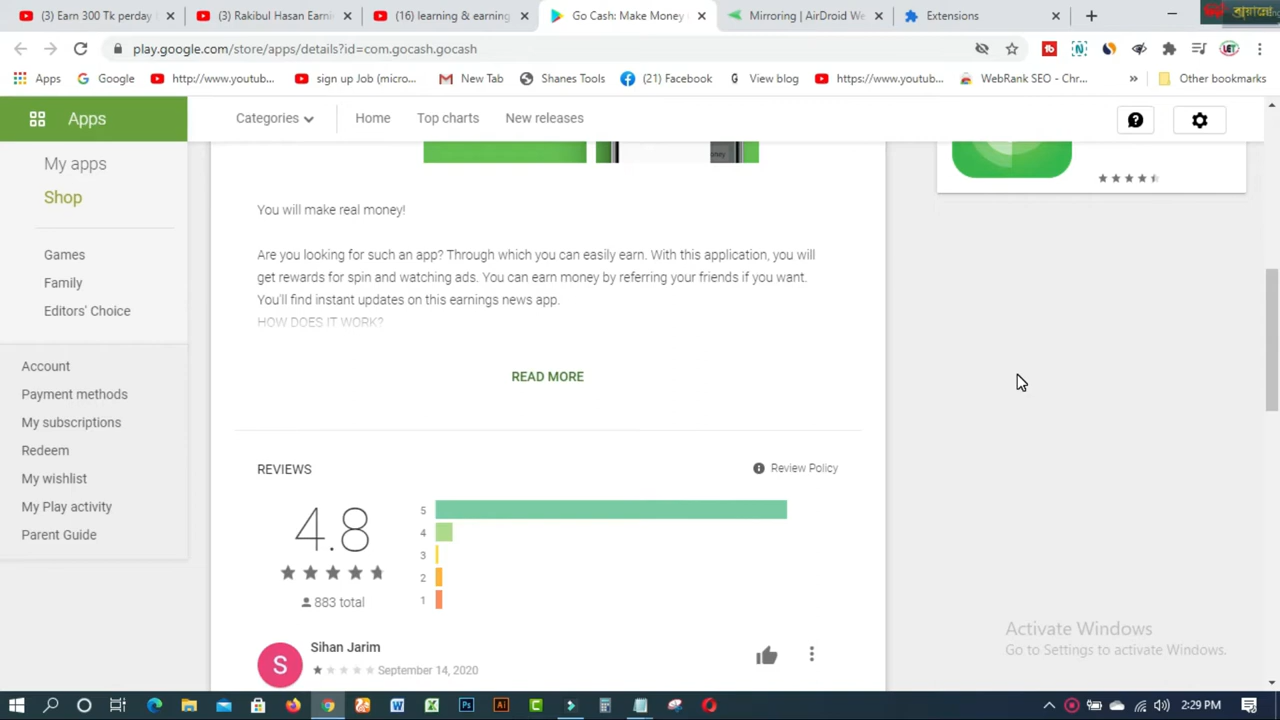 (3) Earn 300 Tk perday
(3) Rakibul Hasan Earni
(16) learning & earning
Go Cash: Make Money
Mirroring | AirDroid We
Extensions
play.google.com/store/apps/details?id=com.gocash.gocash
Apps
Google
http://www.youtub...
sign up Job (micro...
New Tab
Shanes Tools
(21) Facebook
View blog
https://www.youtub...
WebRank SEO - Chr...
Other bookmarks
Apps
Categories
Home
Top charts
New releases
My apps
Shop
Games
Family
Editors' Choice
Account
Payment methods
My subscriptions
Redeem
My wishlist
My Play activity
Parent Guide
oney
You will make real money!
Are you looking for such an app? Through which you can easily earn. With this application, you will
get rewards for spin and watching ads. You can earn money by referring your friends if you want.
You'll find instant updates on this earnings news app.
HOW DOES IT WORK?
READ MORE
REVIEWS
Review Policy
4.8
883 total
5
4
3
2
1
S
Sihan Jarim
September 14, 2020
Activate Windows
Go to Settings to activate Windows.
2:29 PM